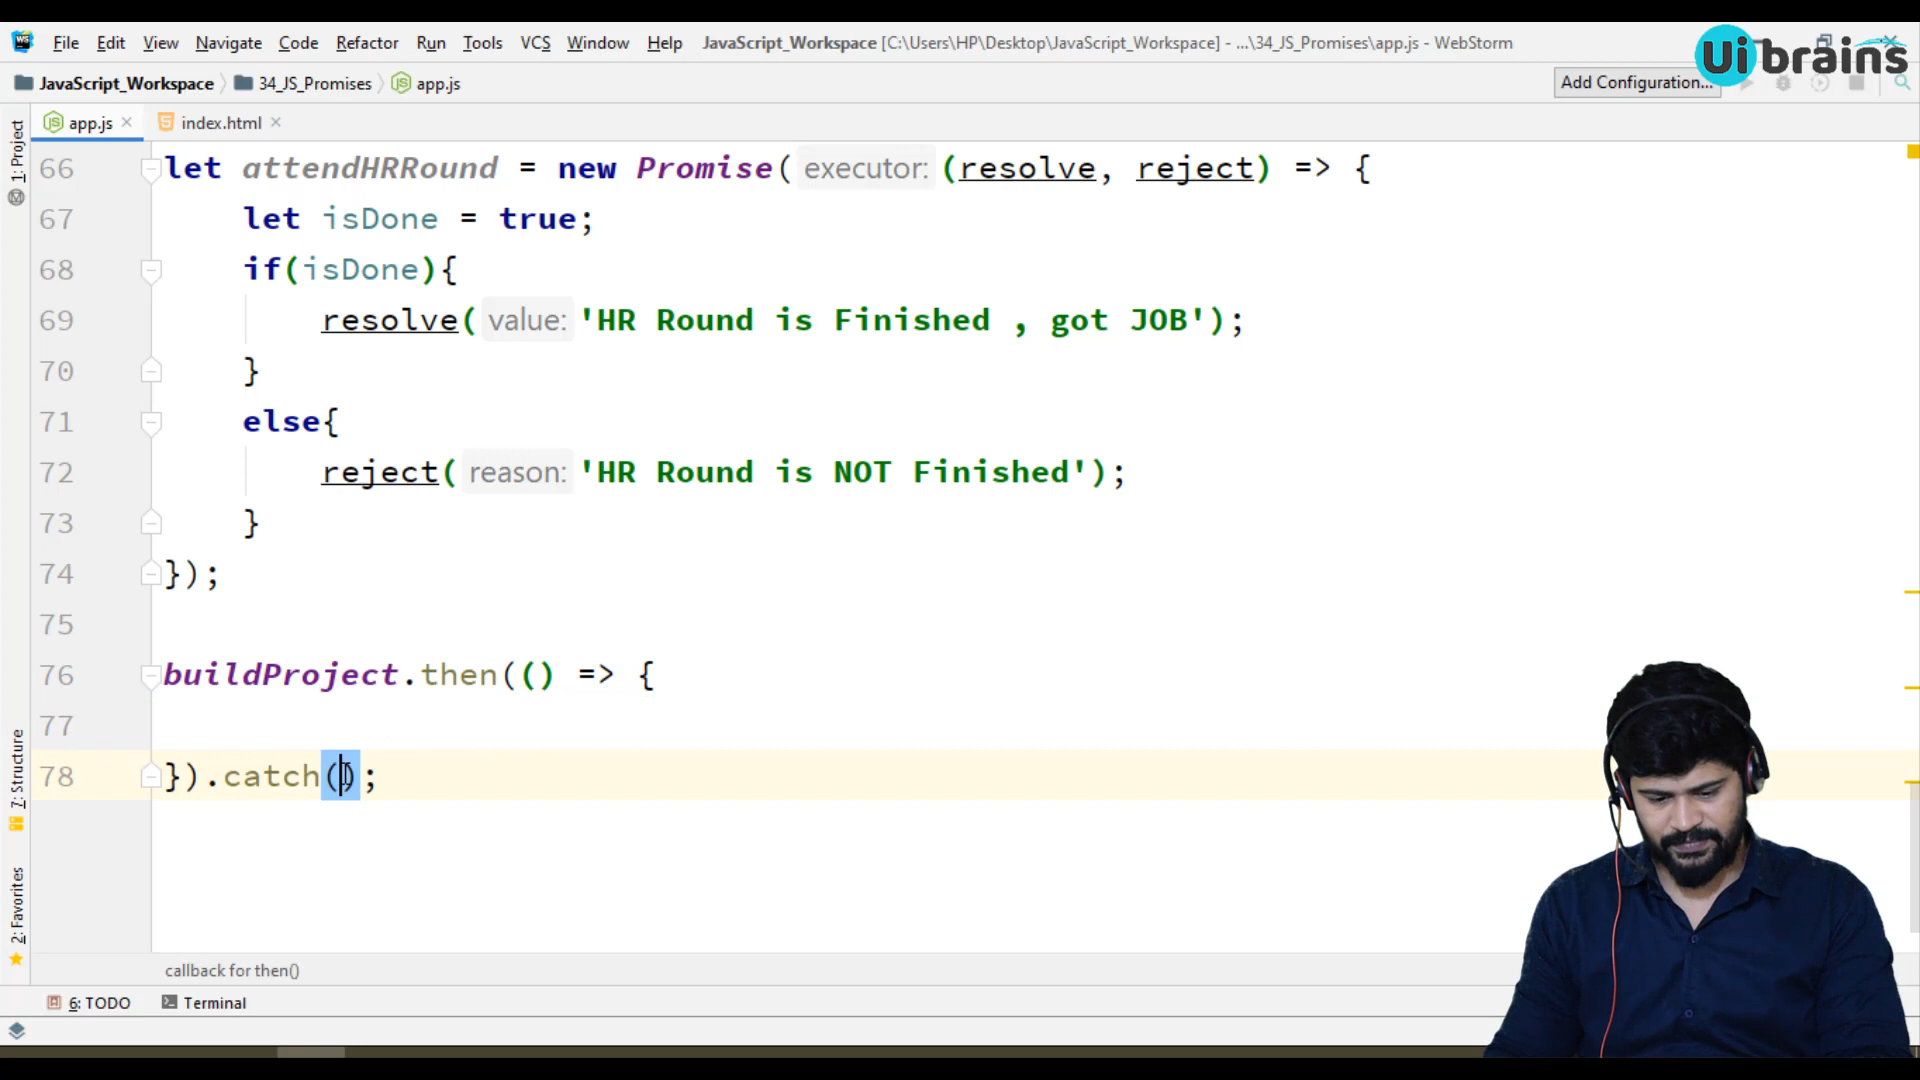 File Edit View Navigate Code Refactor Run Tools VCS Window Help JavaScript_Workspace [C:\Users\HP\Desktop\JavaScript_Workspace] - ...\34_JS_Promises\app.js - WebStorm
Ui brains
JavaScript_Workspace 34_JS_Promises app.js
Add Configuration...
app.js index.html
1: Project
7: Structure
2: Favorites
66 let attendHRRound = new Promise( executor: (resolve, reject) => {
67 let isDone = true;
68 if(isDone){
69 resolve( value: 'HR Round is Finished , got JOB');
70 }
71 else{
72 reject( reason: 'HR Round is NOT Finished');
73 }
74 });
75
76 buildProject.then(() => {
77
78 }).catch();
callback for then()
6: TODO Terminal